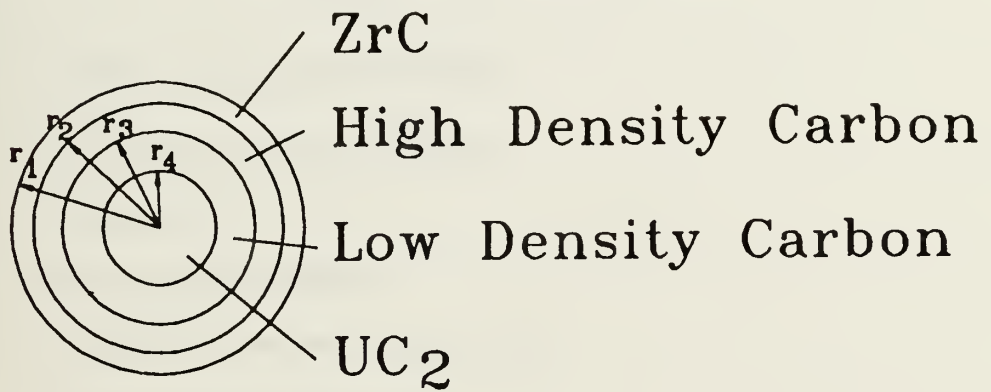 ZrC
High Density Carbon
Low Density Carbon
UC2
r1
r2
r3
r4